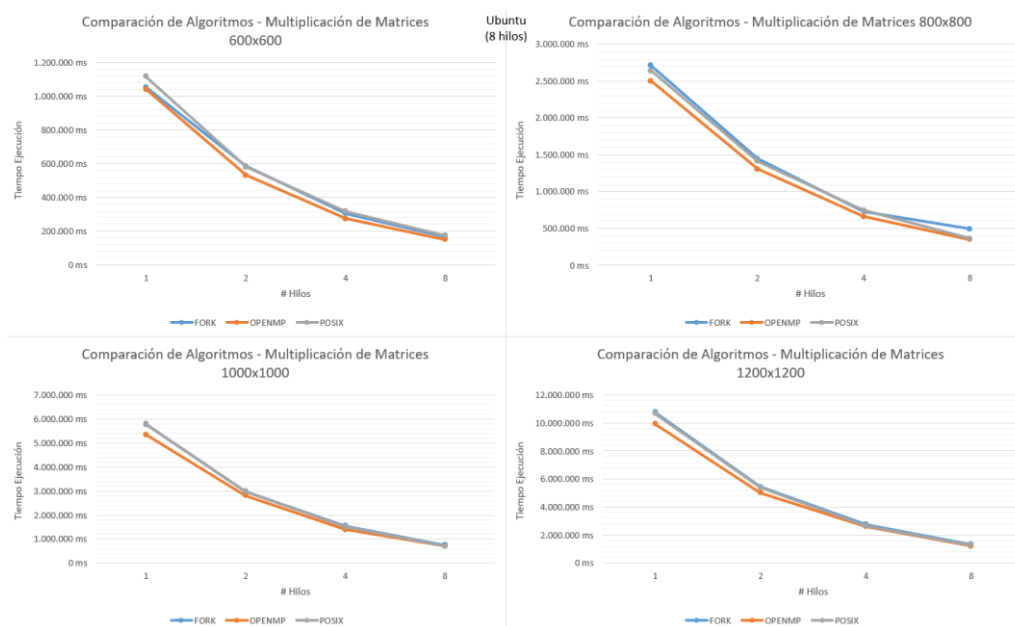 Comparación de Algoritmos - Multiplicación de Matrices
600x600
1.200.000 ms
1.000.000 ms
800.000 ms
600.000 ms
400.000 ms
200.000 ms
0 ms
Tiempo Ejecución
1 2 4 8
# Hilos
FORK OPENMP POSIX
Ubuntu
(8 hilos)
Comparación de Algoritmos - Multiplicación de Matrices 800x800
3.000.000 ms
2.500.000 ms
2.000.000 ms
1.500.000 ms
1.000.000 ms
500.000 ms
0 ms
Tiempo Ejecución
1 2 4 8
# Hilos
FORK OPENMP POSIX
Comparación de Algoritmos - Multiplicación de Matrices
1000x1000
7.000.000 ms
6.000.000 ms
5.000.000 ms
4.000.000 ms
3.000.000 ms
2.000.000 ms
1.000.000 ms
0 ms
Tiempo Ejecución
1 2 4 8
# Hilos
FORK OPENMP POSIX
Comparación de Algoritmos - Multiplicación de Matrices
1200x1200
12.000.000 ms
10.000.000 ms
8.000.000 ms
6.000.000 ms
4.000.000 ms
2.000.000 ms
0 ms
Tiempo Ejecución
1 2 4 8
# Hilos
FORK OPENMP POSIX